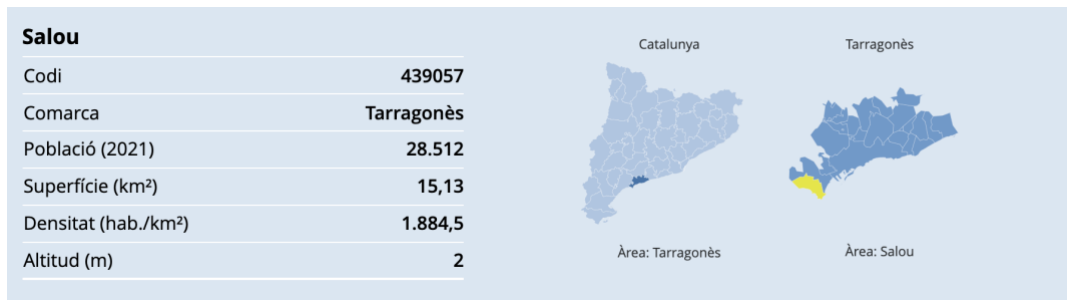 Salou
Codi 439057
Comarca Tarragonès
Població (2021) 28.512
Superfície (km²) 15,13
Densitat (hab./km²) 1.884,5
Altitud (m) 2
Catalunya
Àrea: Tarragonès
Tarragonès
Àrea: Salou